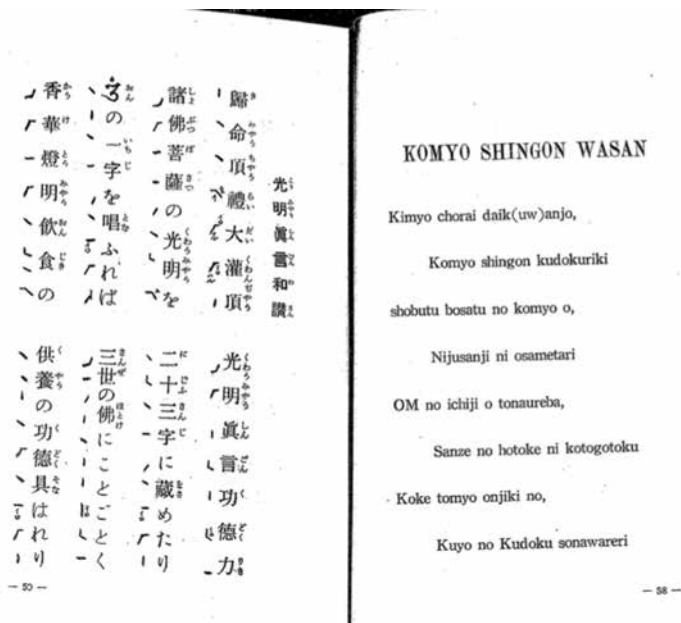 光明眞言和讃
歸命頂禮大灌頂
光明眞言功德力
諸佛菩薩の光明を
二十三字に藏めたり
の一字を唱ふれば
三世の佛にことごとく
香華燈明飲食の
供養の功德具はれり
KOMYO SHINGON WASAN
Kimyo chorai daik(uw)anjo,
Komyo shingon kudokuriki
shobutu bosatu no komyo o,
Nijusanji ni osametari
OM no ichiji o tonaureba,
Sanze no hotoke ni kotogotoku
Koke tomyo onjiki no,
Kuyo no Kudoku sonawareri
— 58 —